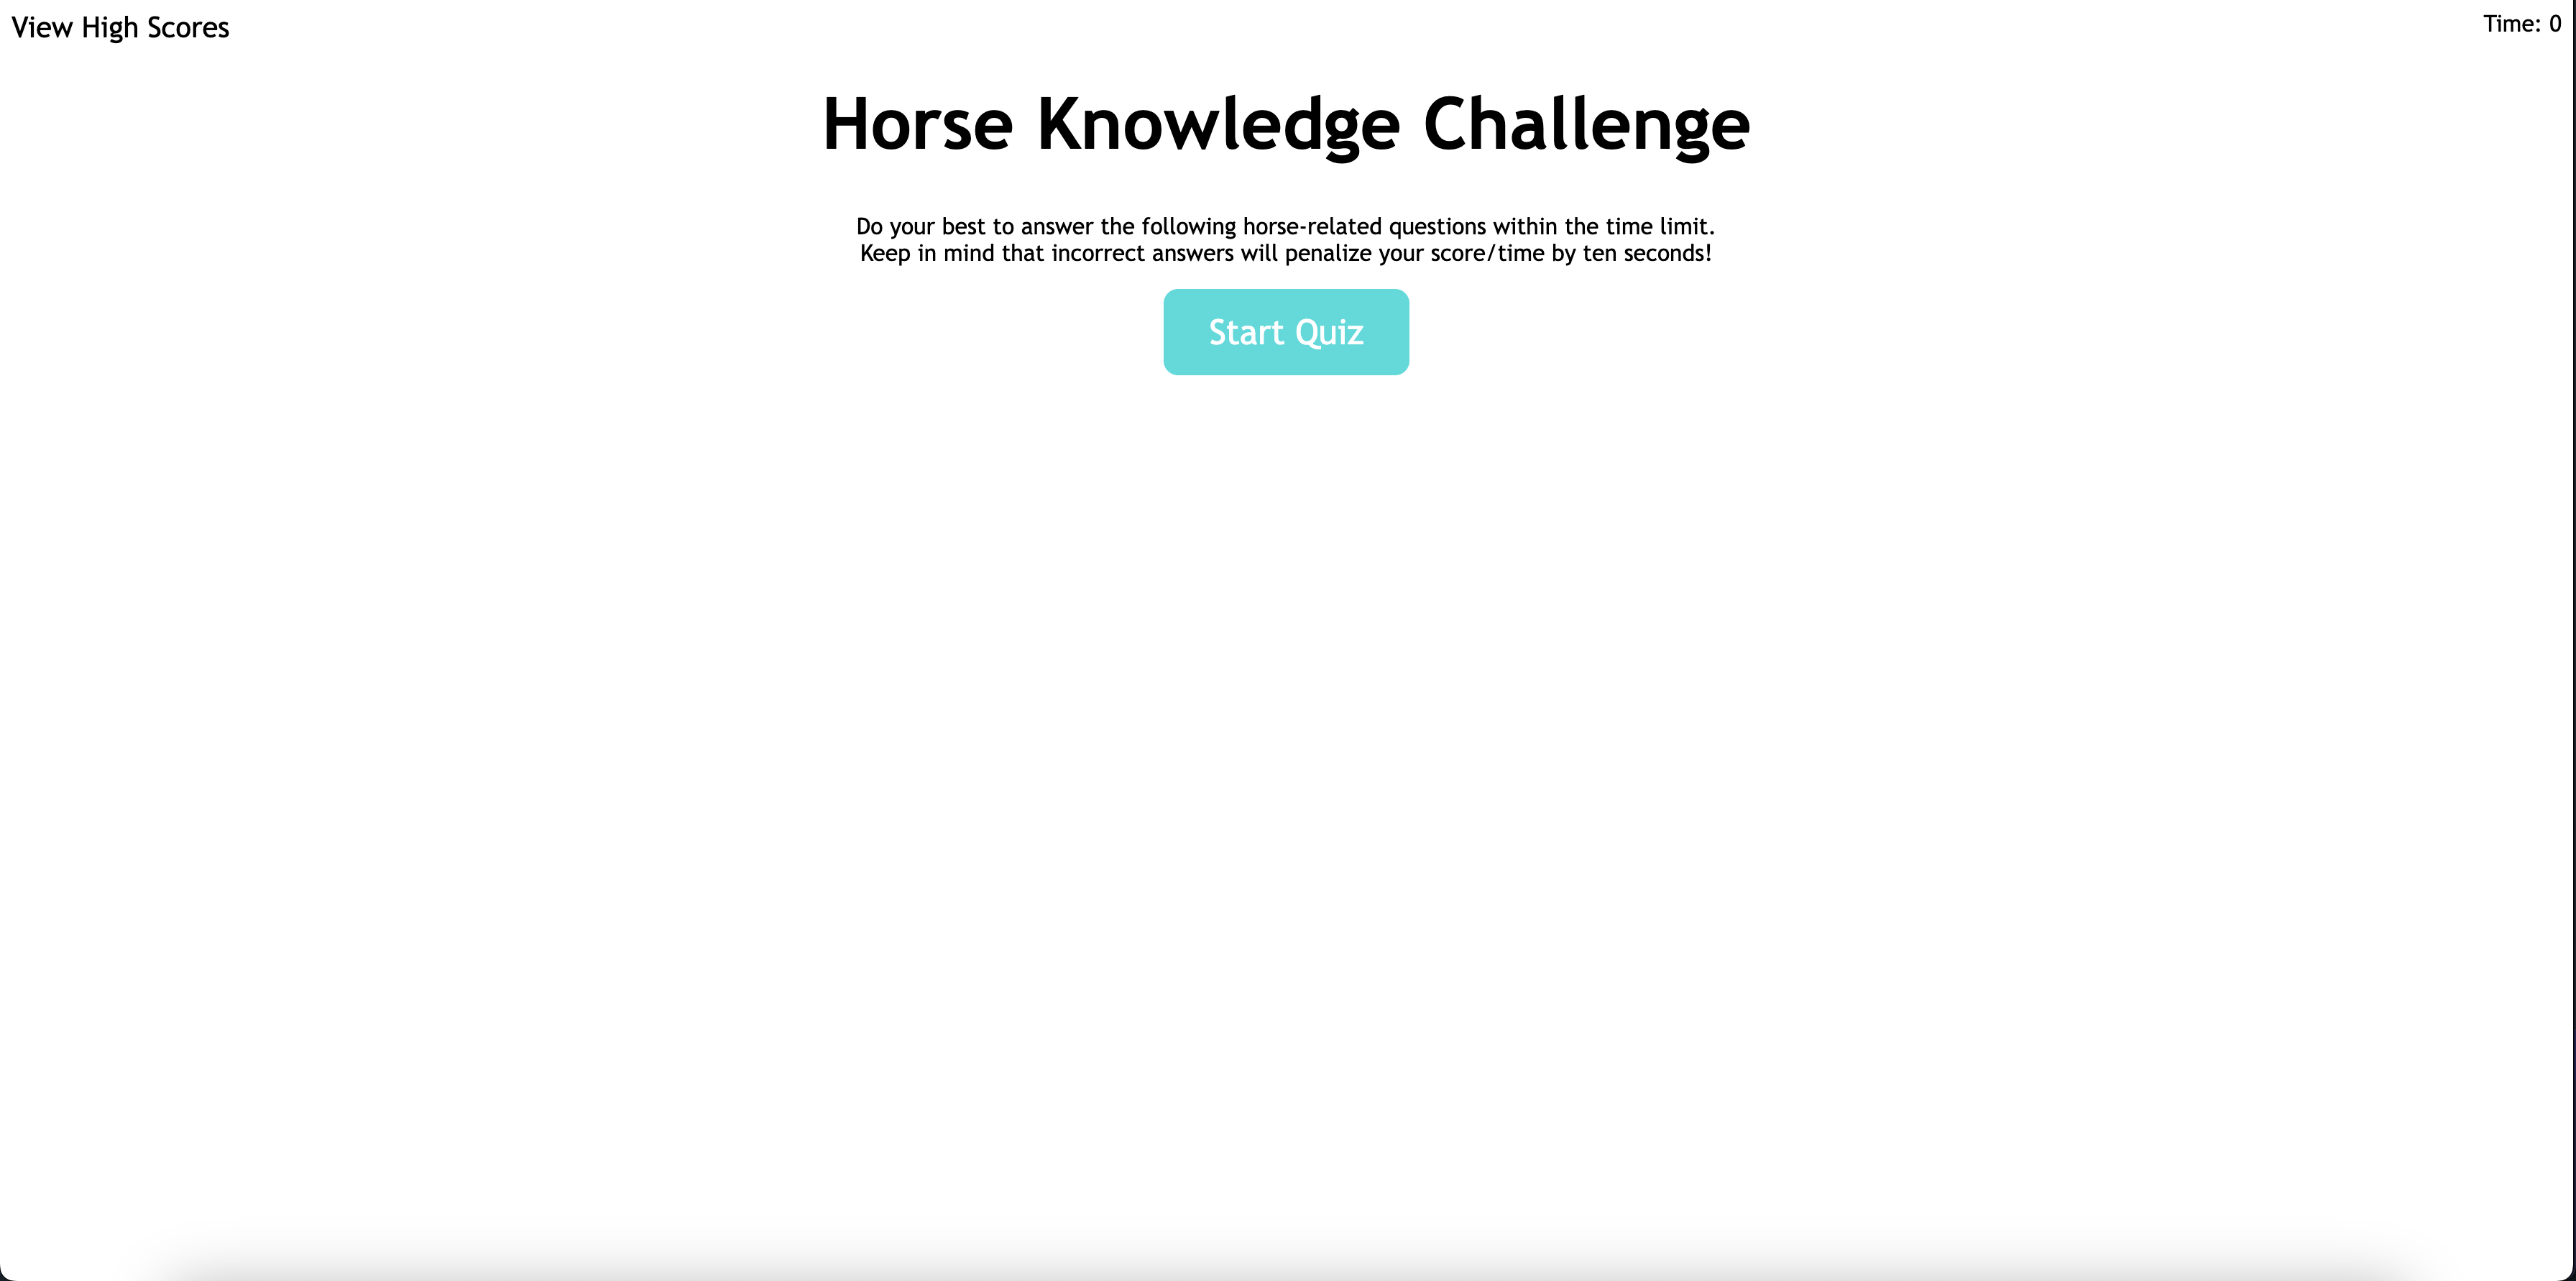 View High Scores
Time: 0
Horse Knowledge Challenge
Do your best to answer the following horse-related questions within the time limit.
Keep in mind that incorrect answers will penalize your score/time by ten seconds!
Start Quiz